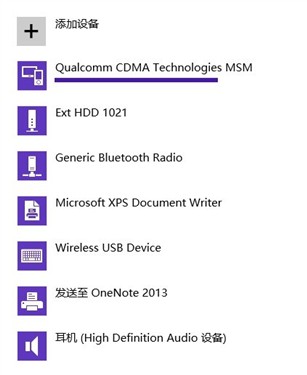 添加设备
Qualcomm CDMA Technologies MSM
Ext HDD 1021
Generic Bluetooth Radio
Microsoft XPS Document Writer
Wireless USB Device
发送至 OneNote 2013
耳机 (High Definition Audio 设备)